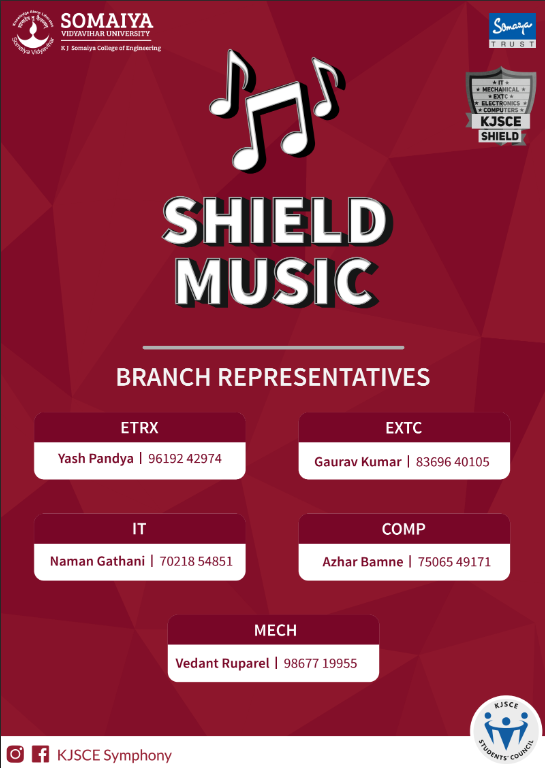 SOMAIYA
VIDYAVIHAR UNIVERSITY
K J Somaiya College of Engineering
Somaiya
TRUST
IT
MECHANICAL
EXTC
ELECTRONICS
COMPUTERS
KJSCE
SHIELD
SHIELD
MUSIC
BRANCH REPRESENTATIVES
ETRX
Yash Pandya | 96192 42974
EXTC
Gaurav Kumar | 83696 40105
IT
Naman Gathani | 70218 54851
COMP
Azhar Bamne | 75065 49171
MECH
Vedant Ruparel | 98677 19955
KJSCE
STUDENTS' COUNCIL
KJSCE Symphony